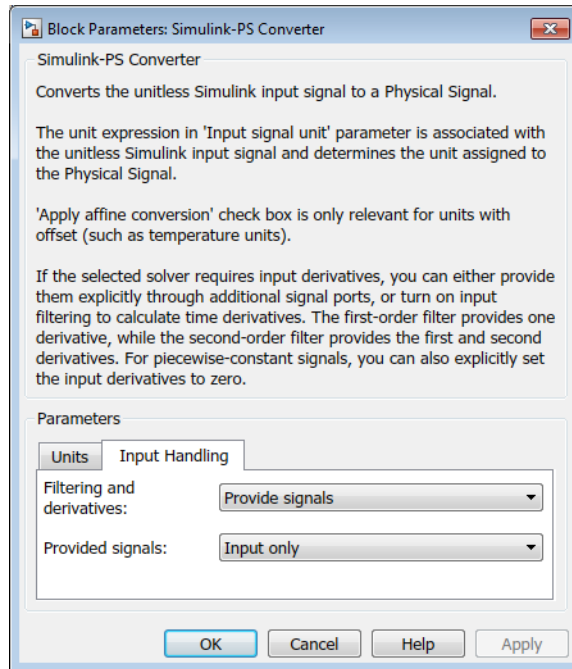 Block Parameters: Simulink-PS Converter
Simulink-PS Converter
Converts the unitless Simulink input signal to a Physical Signal.
The unit expression in 'Input signal unit' parameter is associated with
the unitless Simulink input signal and determines the unit assigned to
the Physical Signal.
'Apply affine conversion' check box is only relevant for units with
offset (such as temperature units).
If the selected solver requires input derivatives, you can either provide
them explicitly through additional signal ports, or turn on input
filtering to calculate time derivatives. The first-order filter provides one
derivative, while the second-order filter provides the first and second
derivatives. For piecewise-constant signals, you can also explicitly set
the input derivatives to zero.
Parameters
Units Input Handling
Filtering and
derivatives: Provide signals
Provided signals: Input only
OK Cancel Help Apply